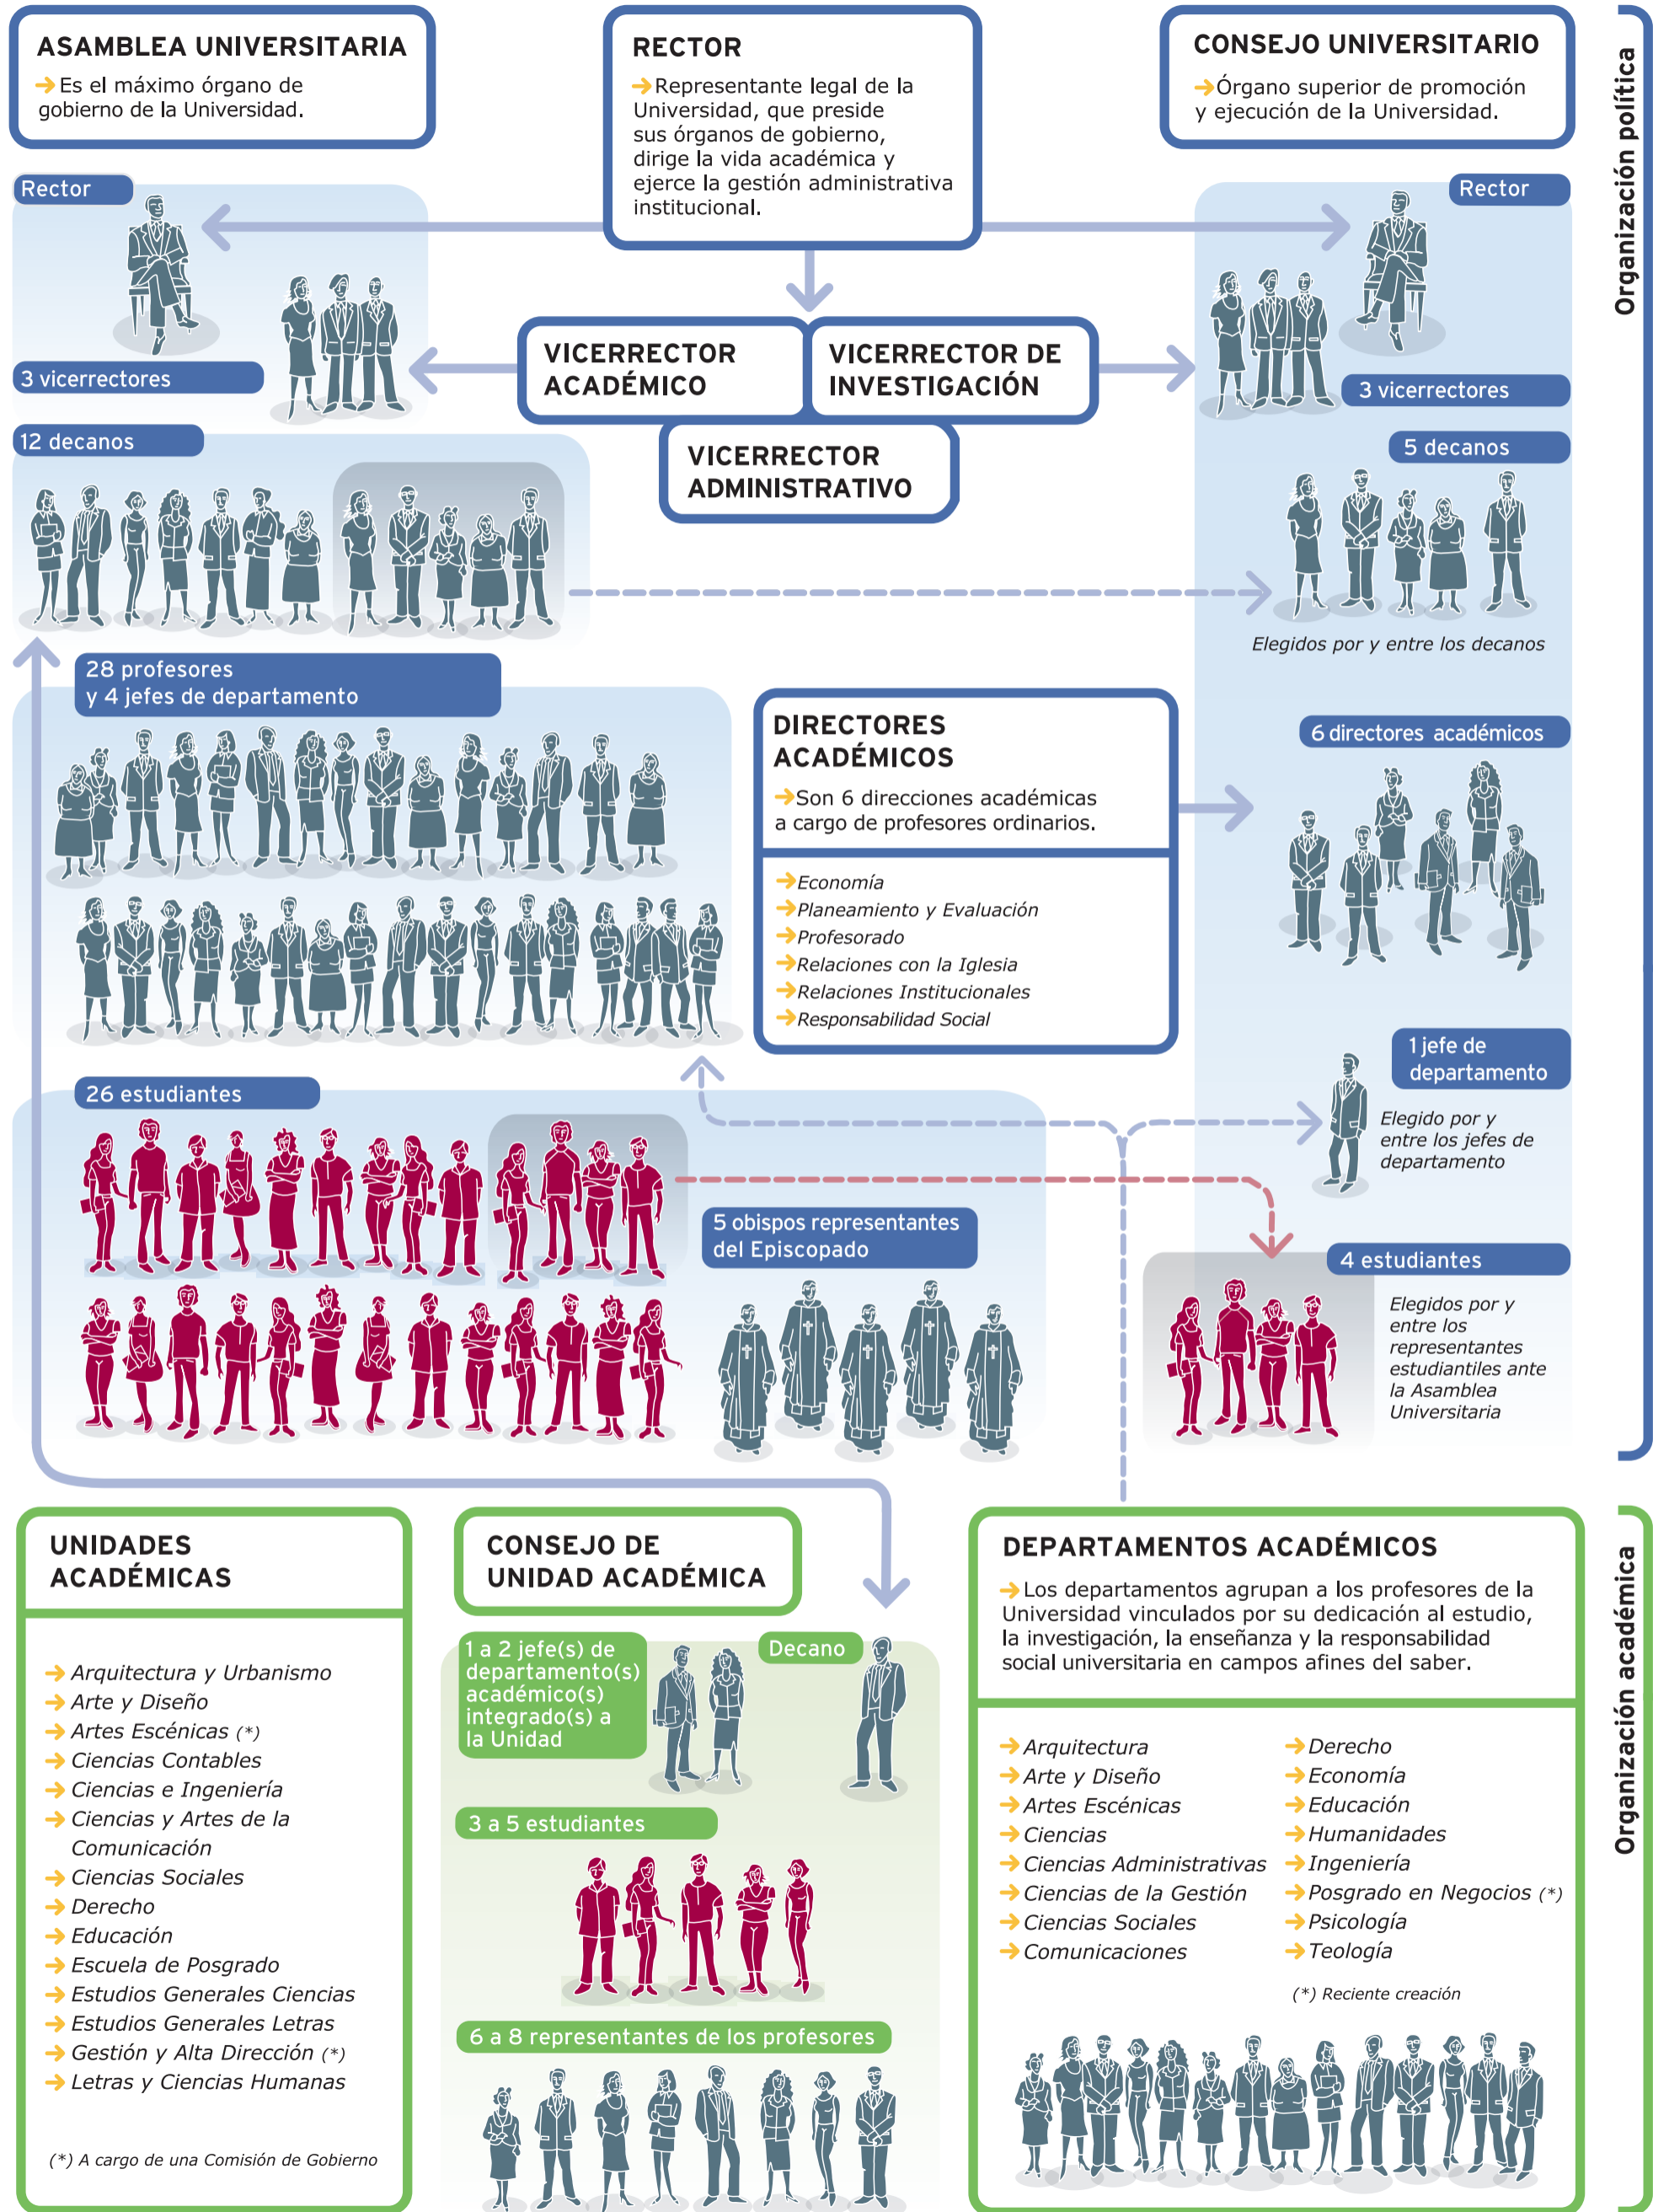 ASAMBLEA UNIVERSITARIA
Es el máximo órgano de
gobierno de la Universidad.
RECTOR
Representante legal de la
Universidad, que preside
sus órganos de gobierno,
dirige la vida académica y
ejerce la gestión administrativa
institucional.
CONSEJO UNIVERSITARIO
Órgano superior de promoción
y ejecución de la Universidad.
Organización política
Rector
Rector
3 vicerrectores
VICERRECTOR
ACADÉMICO
VICERRECTOR DE
INVESTIGACIÓN
VICERRECTOR
ADMINISTRATIVO
3 vicerrectores
12 decanos
5 decanos
Elegidos por y entre los decanos
28 profesores
y 4 jefes de departamento
DIRECTORES
ACADÉMICOS
Son 6 direcciones académicas
a cargo de profesores ordinarios.
Economía
Planeamiento y Evaluación
Profesorado
Relaciones con la Iglesia
Relaciones Institucionales
Responsabilidad Social
6 directores académicos
1 jefe de
departamento
Elegido por y
entre los jefes de
departamento
26 estudiantes
5 obispos representantes
del Episcopado
4 estudiantes
Elegidos por y
entre los
representantes
estudiantiles ante
la Asamblea
Universitaria
UNIDADES
ACADÉMICAS
Arquitectura y Urbanismo
Arte y Diseño
Artes Escénicas (*)
Ciencias Contables
Ciencias e Ingeniería
Ciencias y Artes de la
Comunicación
Ciencias Sociales
Derecho
Educación
Escuela de Posgrado
Estudios Generales Ciencias
Estudios Generales Letras
Gestión y Alta Dirección (*)
Letras y Ciencias Humanas
(*) A cargo de una Comisión de Gobierno
CONSEJO DE
UNIDAD ACADÉMICA
1 a 2 jefe(s) de
departamento(s)
académico(s)
integrado(s) a
la Unidad
Decano
3 a 5 estudiantes
6 a 8 representantes de los profesores
DEPARTAMENTOS ACADÉMICOS
Los departamentos agrupan a los profesores de la
Universidad vinculados por su dedicación al estudio,
la investigación, la enseñanza y la responsabilidad
social universitaria en campos afines del saber.
Arquitectura
Arte y Diseño
Artes Escénicas
Ciencias
Ciencias Administrativas
Ciencias de la Gestión
Ciencias Sociales
Comunicaciones
Derecho
Economía
Educación
Humanidades
Ingeniería
Posgrado en Negocios (*)
Psicología
Teología
(*) Reciente creación
Organización académica